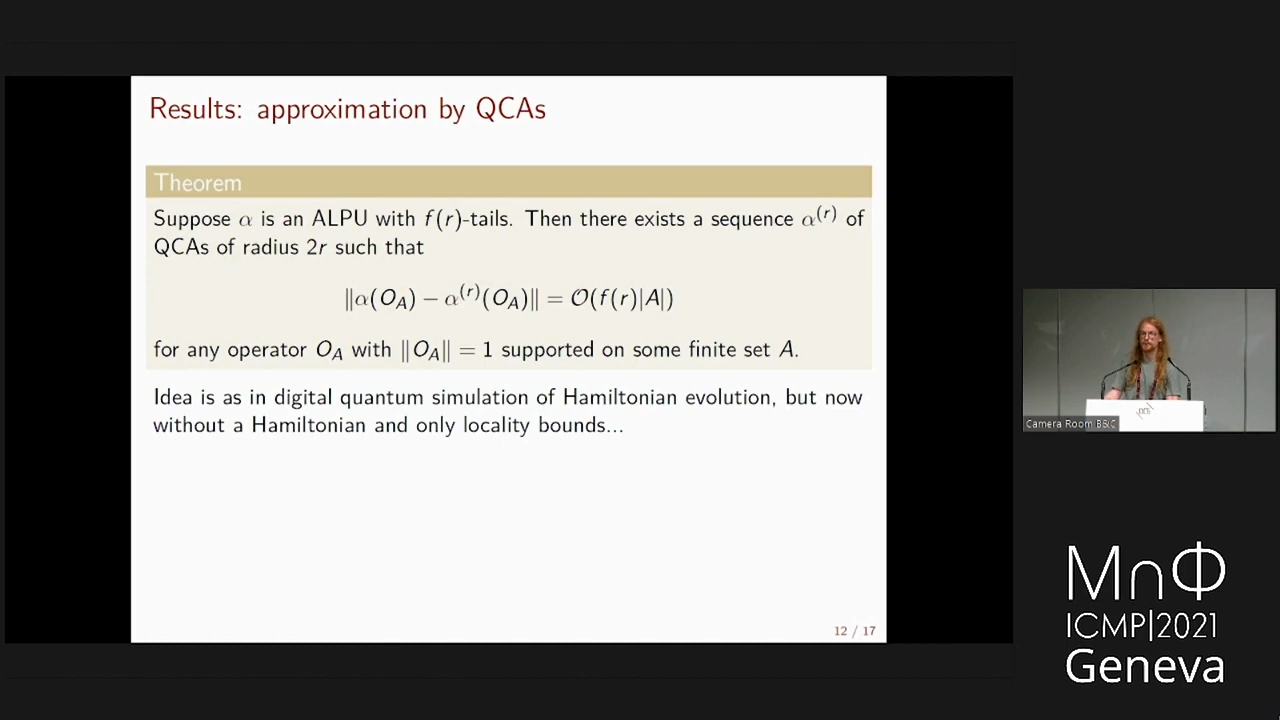 Results: approximation by QCAs
Theorem
Suppose α is an ALPU with f(r)-tails. Then there exists a sequence α^(r) of
QCAs of radius 2r such that
‖α(O_A) − α^(r)(O_A)‖ = 𝒪(f(r)|A|)
for any operator O_A with ‖O_A‖ = 1 supported on some finite set A.
Idea is as in digital quantum simulation of Hamiltonian evolution, but now
without a Hamiltonian and only locality bounds...
12 / 17
Camera Room B&C
M∩Φ
ICMP|2021
Geneva